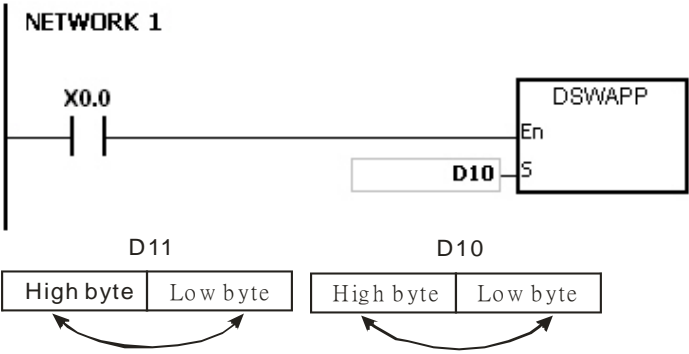 NETWORK 1
X0.0
DSWAPP
En
D10 S
D11 D10
High byte Low byte High byte Low byte